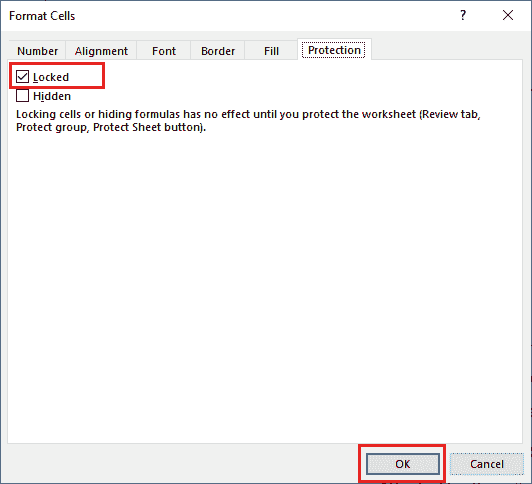 Format Cells
?
Number Alignment Font Border Fill Protection
Locked
Hidden
Locking cells or hiding formulas has no effect until you protect the worksheet (Review tab,
Protect group, Protect Sheet button).
OK Cancel